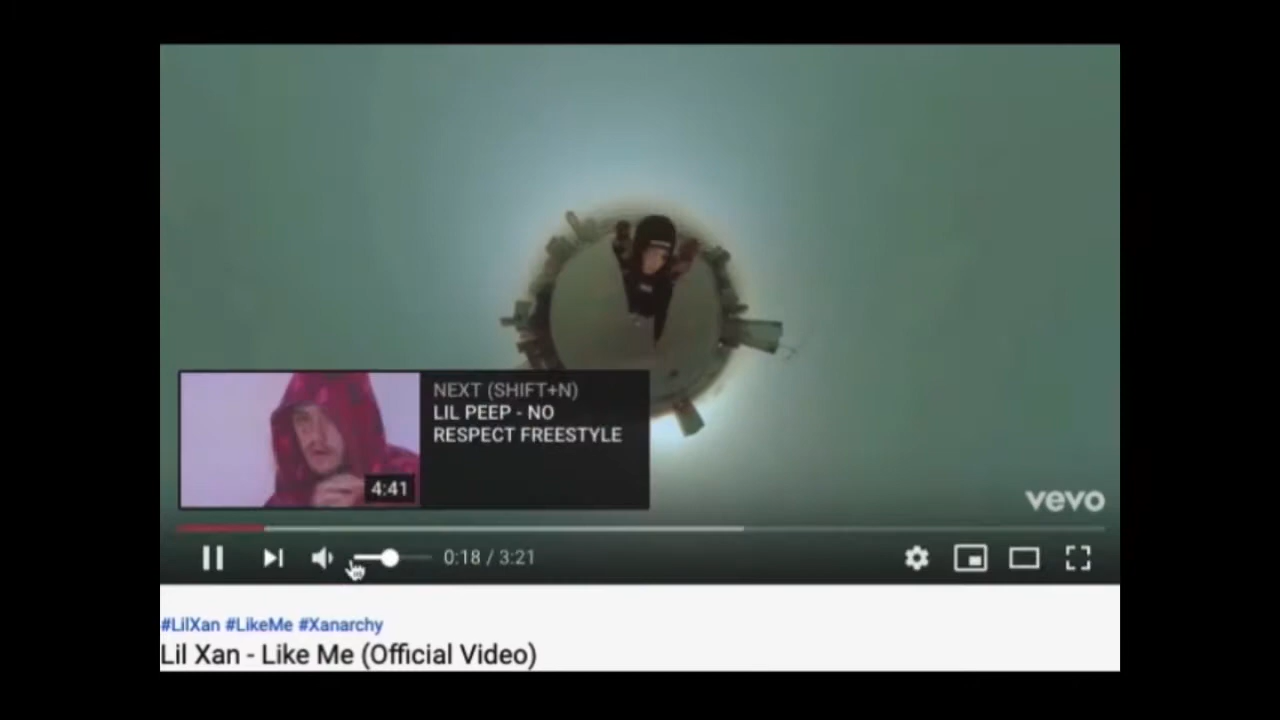 NEXT (SHIFT+N)
LIL PEEP - NO
RESPECT FREESTYLE
4:41
vevo
0:18 / 3:21
#LilXan #LikeMe #Xanarchy
Lil Xan - Like Me (Official Video)